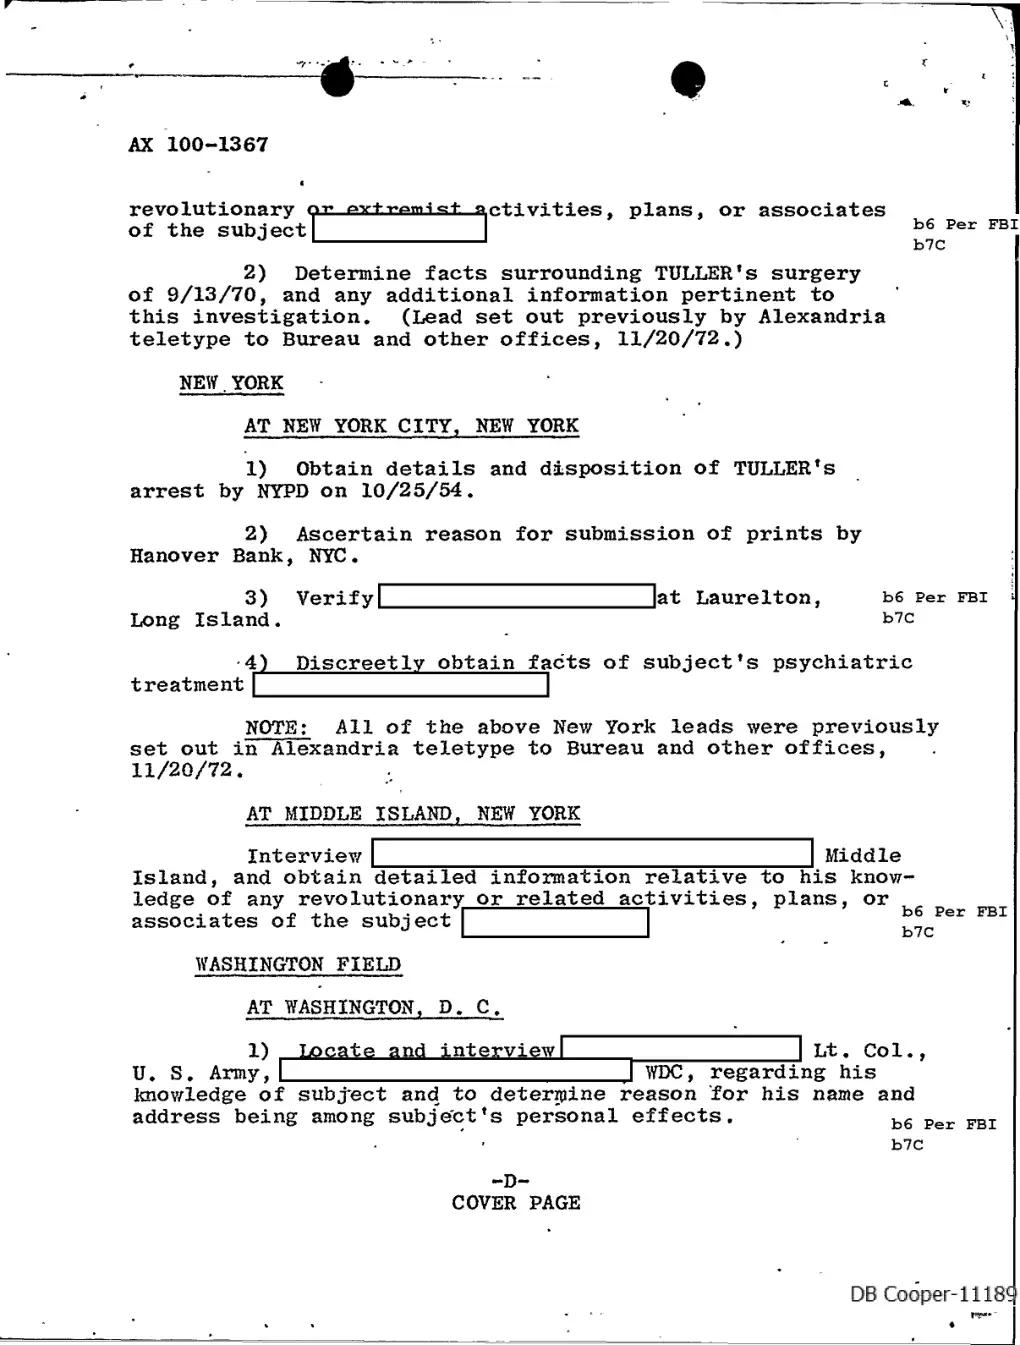 AX 100-1367
revolutionary or extremist activities, plans, or associates
of the subject
b6 Per FBI
b7C
2) Determine facts surrounding TULLER's surgery
of 9/13/70, and any additional information pertinent to
this investigation. (Lead set out previously by Alexandria
teletype to Bureau and other offices, 11/20/72.)
NEW YORK
AT NEW YORK CITY, NEW YORK
1) Obtain details and disposition of TULLER's
arrest by NYPD on 10/25/54.
2) Ascertain reason for submission of prints by
Hanover Bank, NYC.
3) Verify at Laurelton,
Long Island.
b6 Per FBI
b7C
4) Discreetly obtain facts of subject's psychiatric
treatment
NOTE: All of the above New York leads were previously
set out in Alexandria teletype to Bureau and other offices,
11/20/72.
AT MIDDLE ISLAND, NEW YORK
Interview Middle
Island, and obtain detailed information relative to his know-
ledge of any revolutionary or related activities, plans, or
associates of the subject
b6 Per FBI
b7C
WASHINGTON FIELD
AT WASHINGTON, D. C.
1) Locate and interview Lt. Col.,
U. S. Army, WDC, regarding his
knowledge of subject and to determine reason for his name and
address being among subject's personal effects.
b6 Per FBI
b7C
-D-
COVER PAGE
DB Cooper-11189